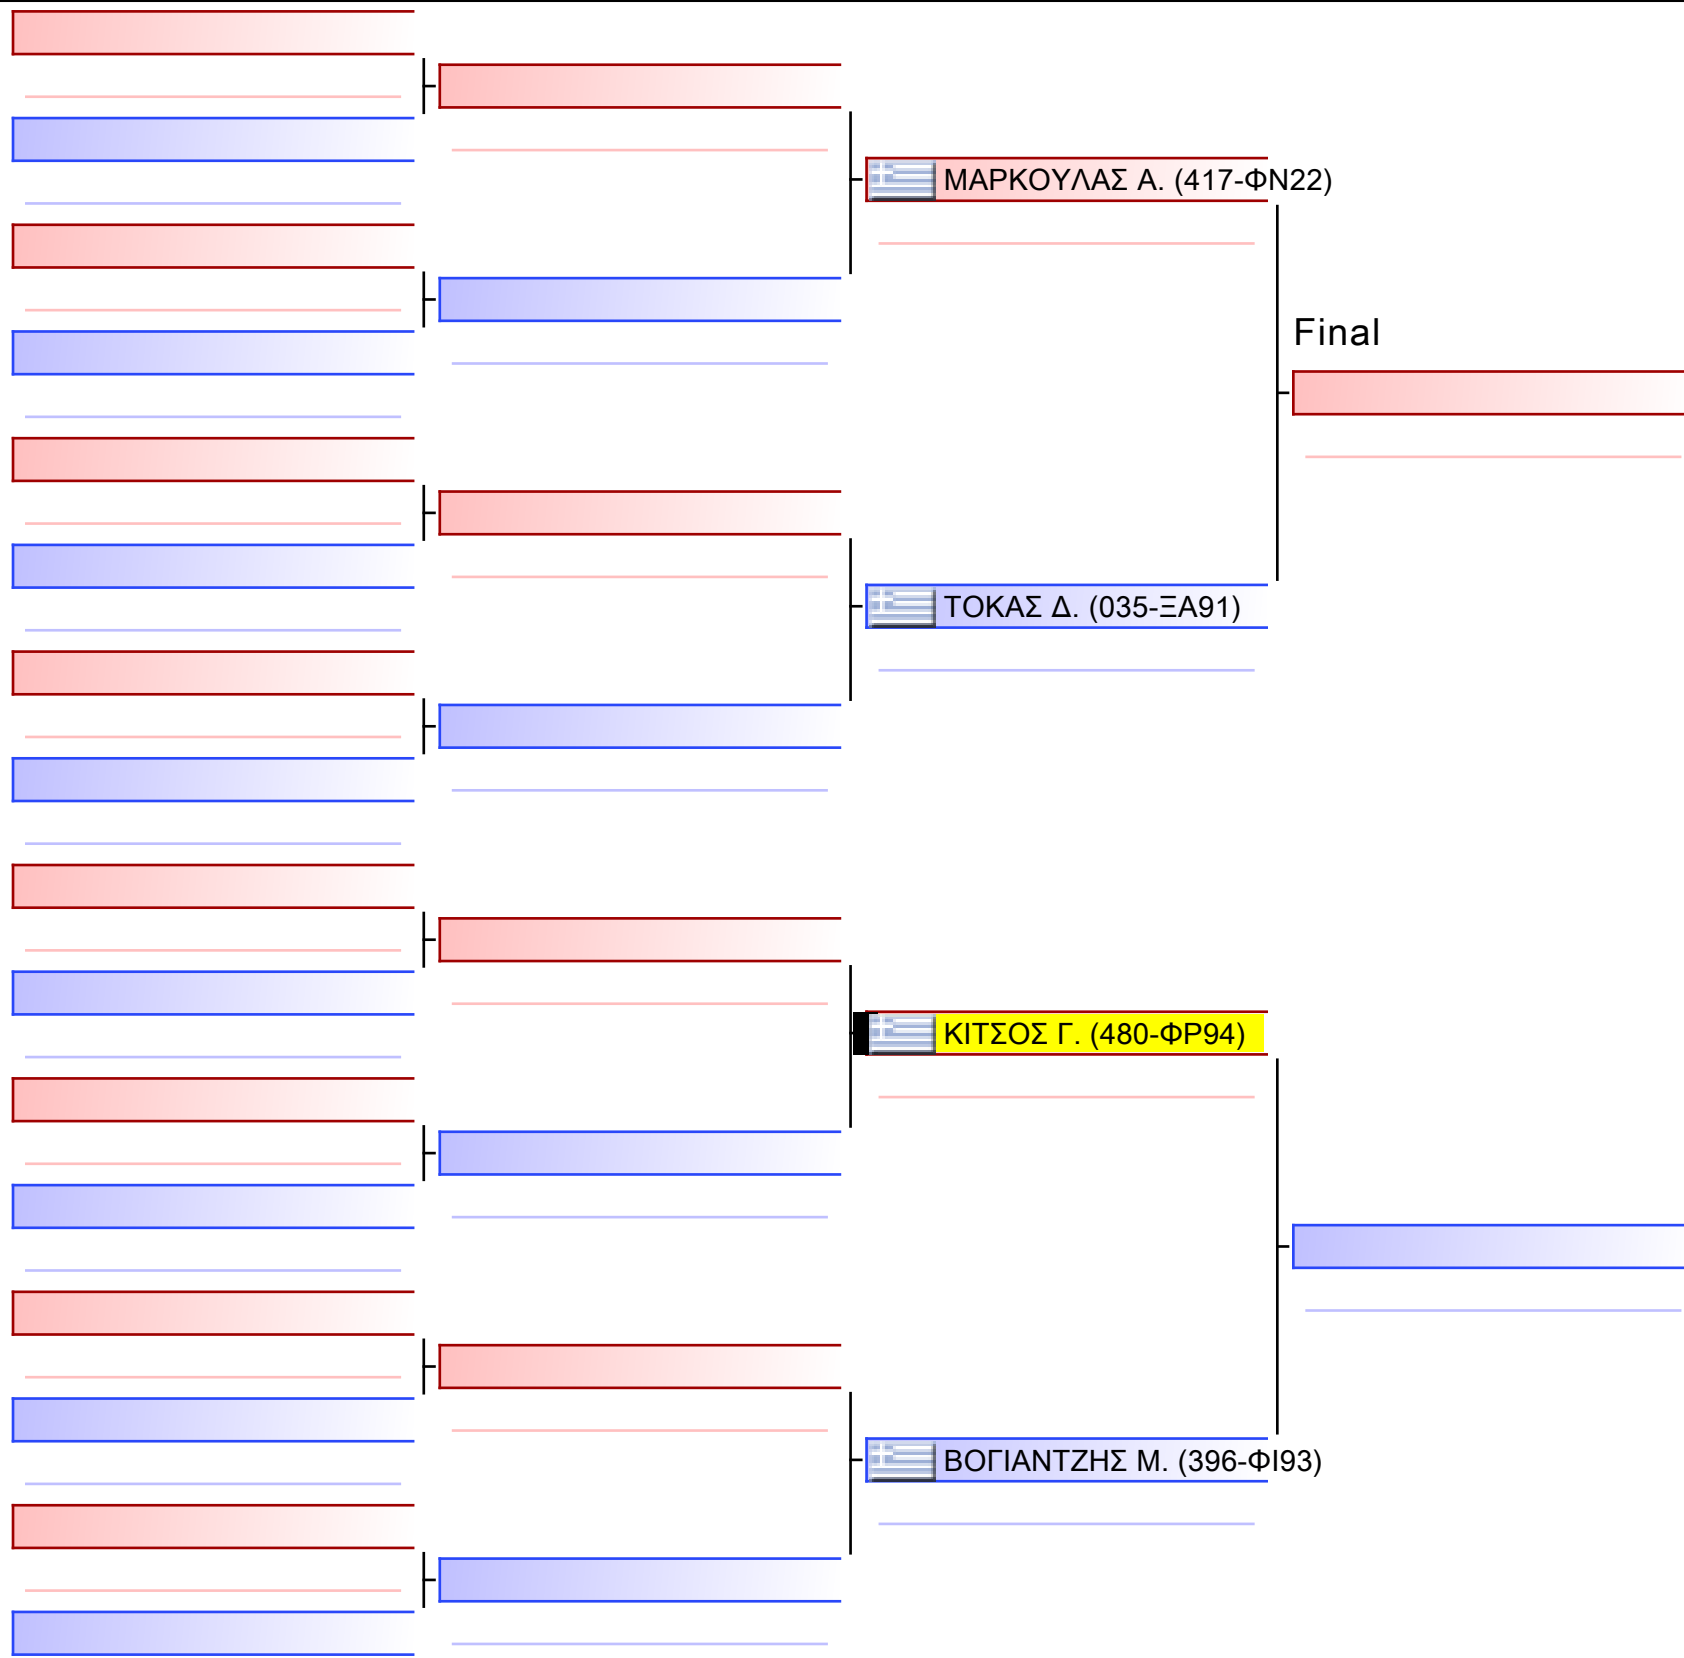 ΜΑΡΚΟΥΛΑΣ Α. (417-ΦΝ22)
Final
ΤΟΚΑΣ Δ. (035-ΞΑ91)
ΚΙΤΣΟΣ Γ. (480-ΦΡ94)
ΒΟΓΙΑΝΤΖΗΣ Μ. (396-ΦΙ93)